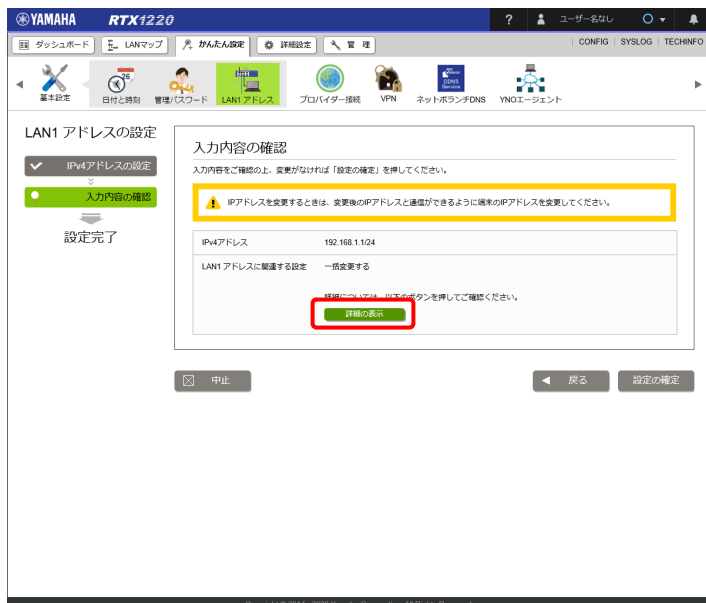 YAMAHA RTX1220
? ユーザー名なし
ダッシュボード LANマップ かんたん設定 詳細設定 管理 CONFIG SYSLOG TECHINFO
26
Network DDNS Service
基本設定 日付と時刻 管理パスワード LAN1 アドレス プロバイダー接続 VPN ネットボランチDNS YNOエージェント
LAN1 アドレスの設定
IPv4アドレスの設定
入力内容の確認
設定完了
入力内容の確認
入力内容をご確認の上、変更がなければ「設定の確定」を押してください。
IPアドレスを変更するときは、変更後のIPアドレスと通信ができるように端末のIPアドレスを変更してください。
IPv4アドレス 192.168.1.1/24
LAN1 アドレスに関連する設定 一括変更する
詳細については、以下のボタンを押してご確認ください。
詳細の表示
中止 戻る 設定の確定